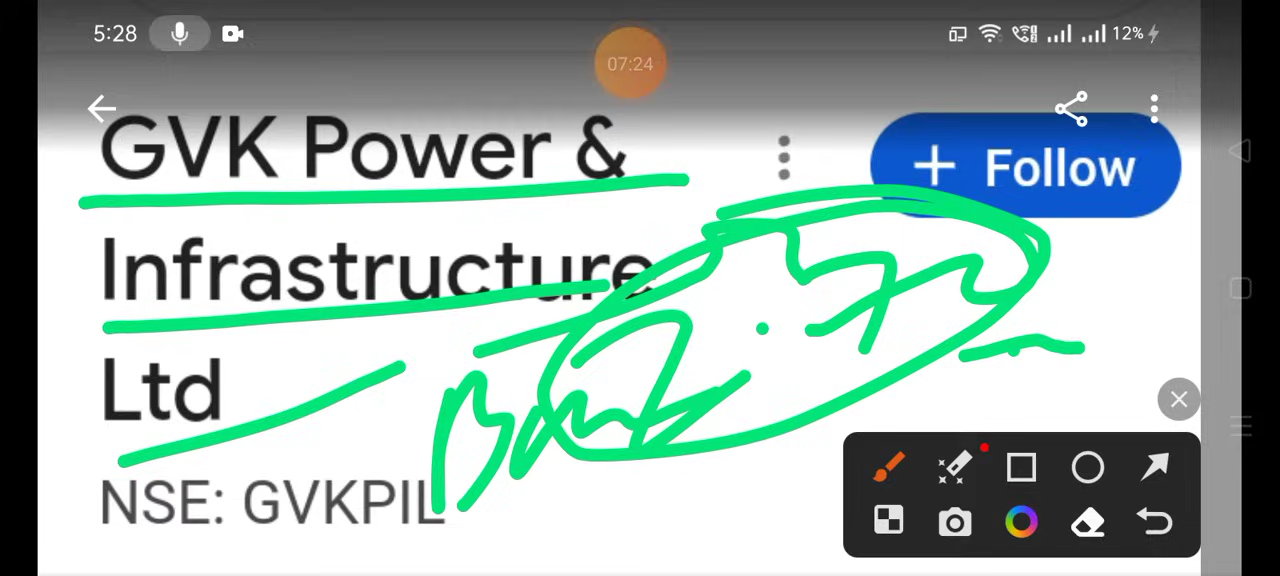 5:28
12%
07:24
GVK Power &
Follow
Infrastructure
Ltd
NSE: GVKPIL